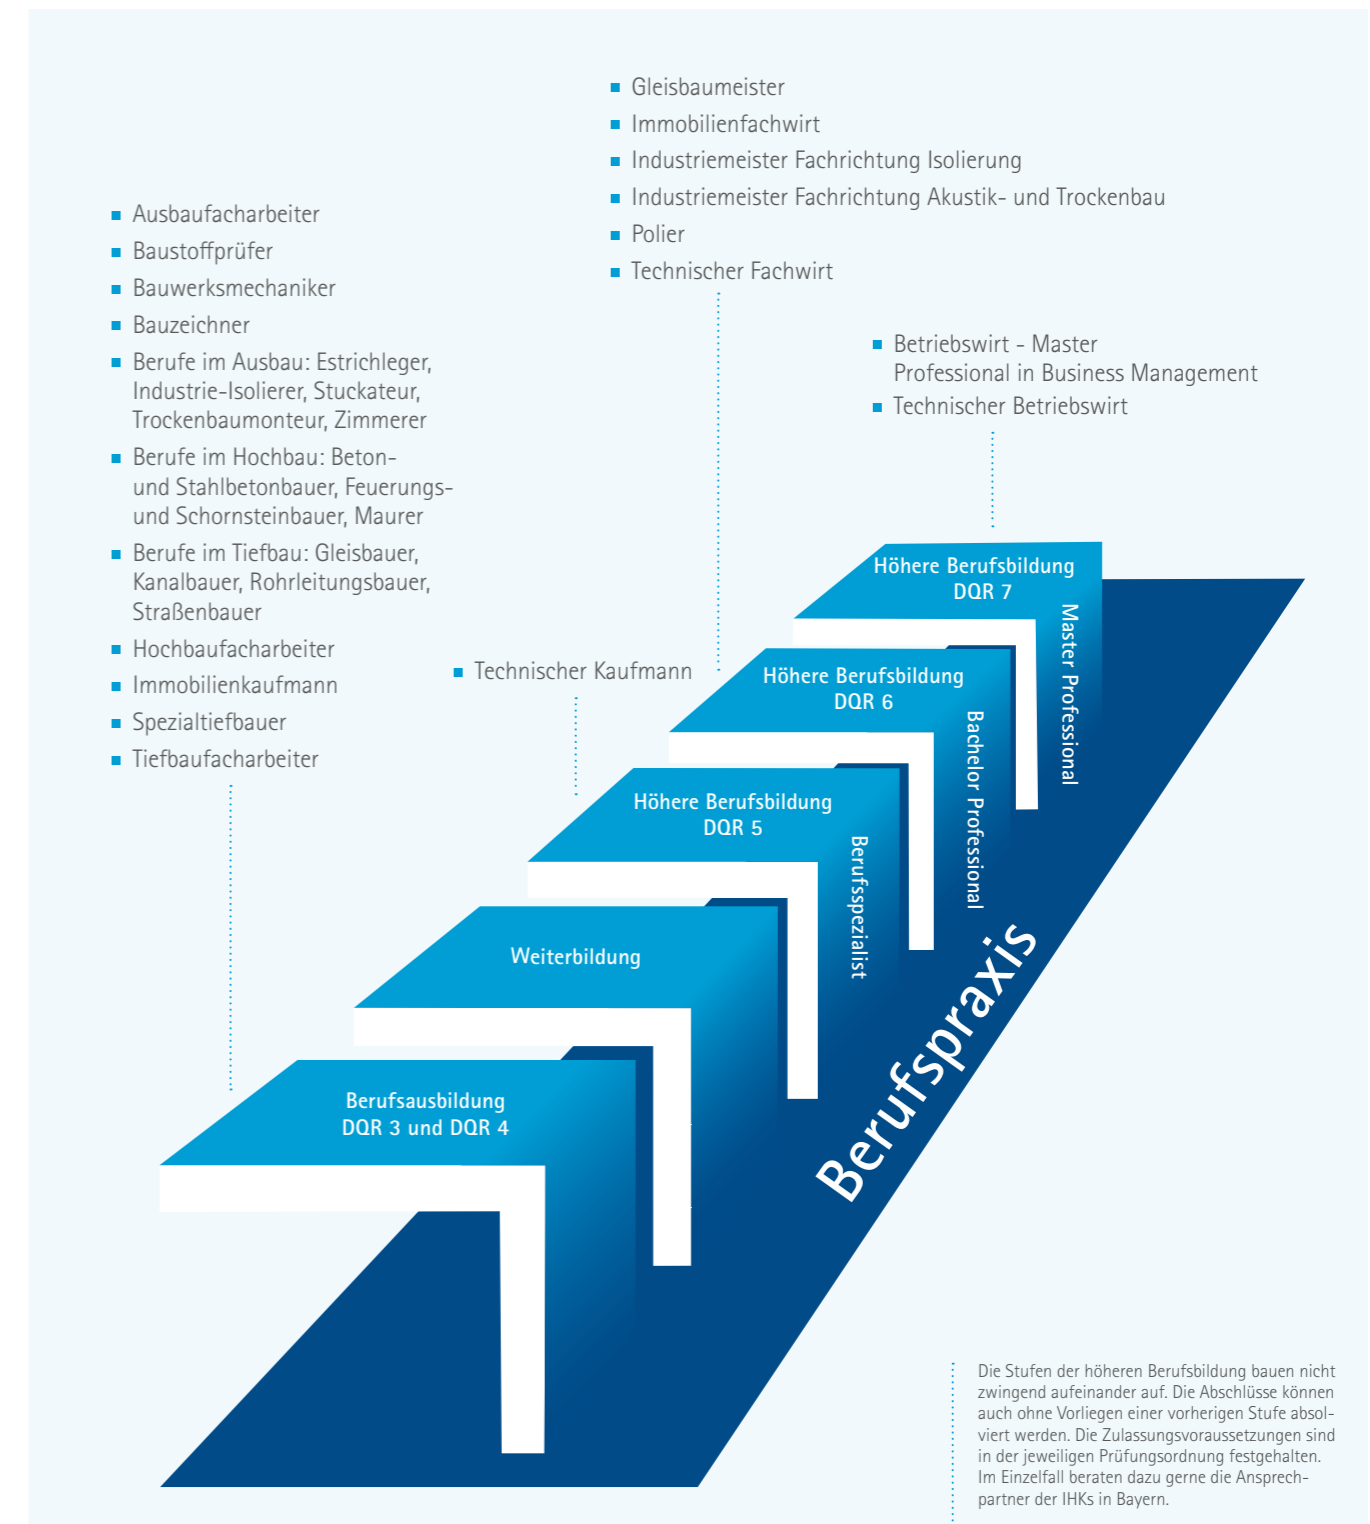 ■ Gleisbaumeister
■ Immobilienfachwirt
■ Industriemeister Fachrichtung Isolierung
■ Industriemeister Fachrichtung Akustik- und Trockenbau
■ Polier
■ Technischer Fachwirt
■ Ausbaufacharbeiter
■ Baustoffprüfer
■ Bauwerksmechaniker
■ Bauzeichner
■ Berufe im Ausbau: Estrichleger,
Industrie-Isolierer, Stuckateur,
Trockenbaumonteur, Zimmerer
■ Berufe im Hochbau: Beton-
und Stahlbetonbauer, Feuerungs-
und Schornsteinbauer, Maurer
■ Berufe im Tiefbau: Gleisbauer,
Kanalbauer, Rohrleitungsbauer,
Straßenbauer
■ Hochbaufacharbeiter
■ Immobilienkaufmann
■ Spezialtiefbauer
■ Tiefbaufacharbeiter
■ Betriebswirt - Master
Professional in Business Management
■ Technischer Betriebswirt
■ Technischer Kaufmann
Höhere Berufsbildung
DQR 7
Master Professional
Höhere Berufsbildung
DQR 6
Bachelor Professional
Höhere Berufsbildung
DQR 5
Berufsspezialist
Weiterbildung
Berufsausbildung
DQR 3 und DQR 4
Berufspraxis
Die Stufen der höheren Berufsbildung bauen nicht
zwingend aufeinander auf. Die Abschlüsse können
auch ohne Vorliegen einer vorherigen Stufe absol-
viert werden. Die Zulassungsvoraussetzungen sind
in der jeweiligen Prüfungsordnung festgehalten.
Im Einzelfall beraten dazu gerne die Ansprech-
partner der IHKs in Bayern.